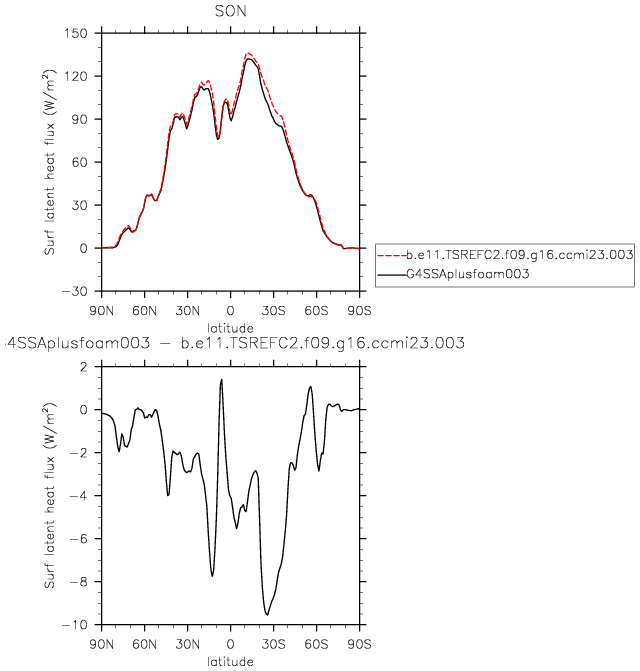 SON
Surf latent heat flux (W/m²)
150
120
90
60
30
0
-30
90N 60N 30N 0 30S 60S 90S
latitude
b.e11.TSREFC2.f09.g16.ccmi23.003
G4SSAplusfoam003
4SSAplusfoam003 - b.e11.TSREFC2.f09.g16.ccmi23.003
Surf latent heat flux (W/m²)
2
0
-2
-4
-6
-8
-10
90N 60N 30N 0 30S 60S 90S
latitude